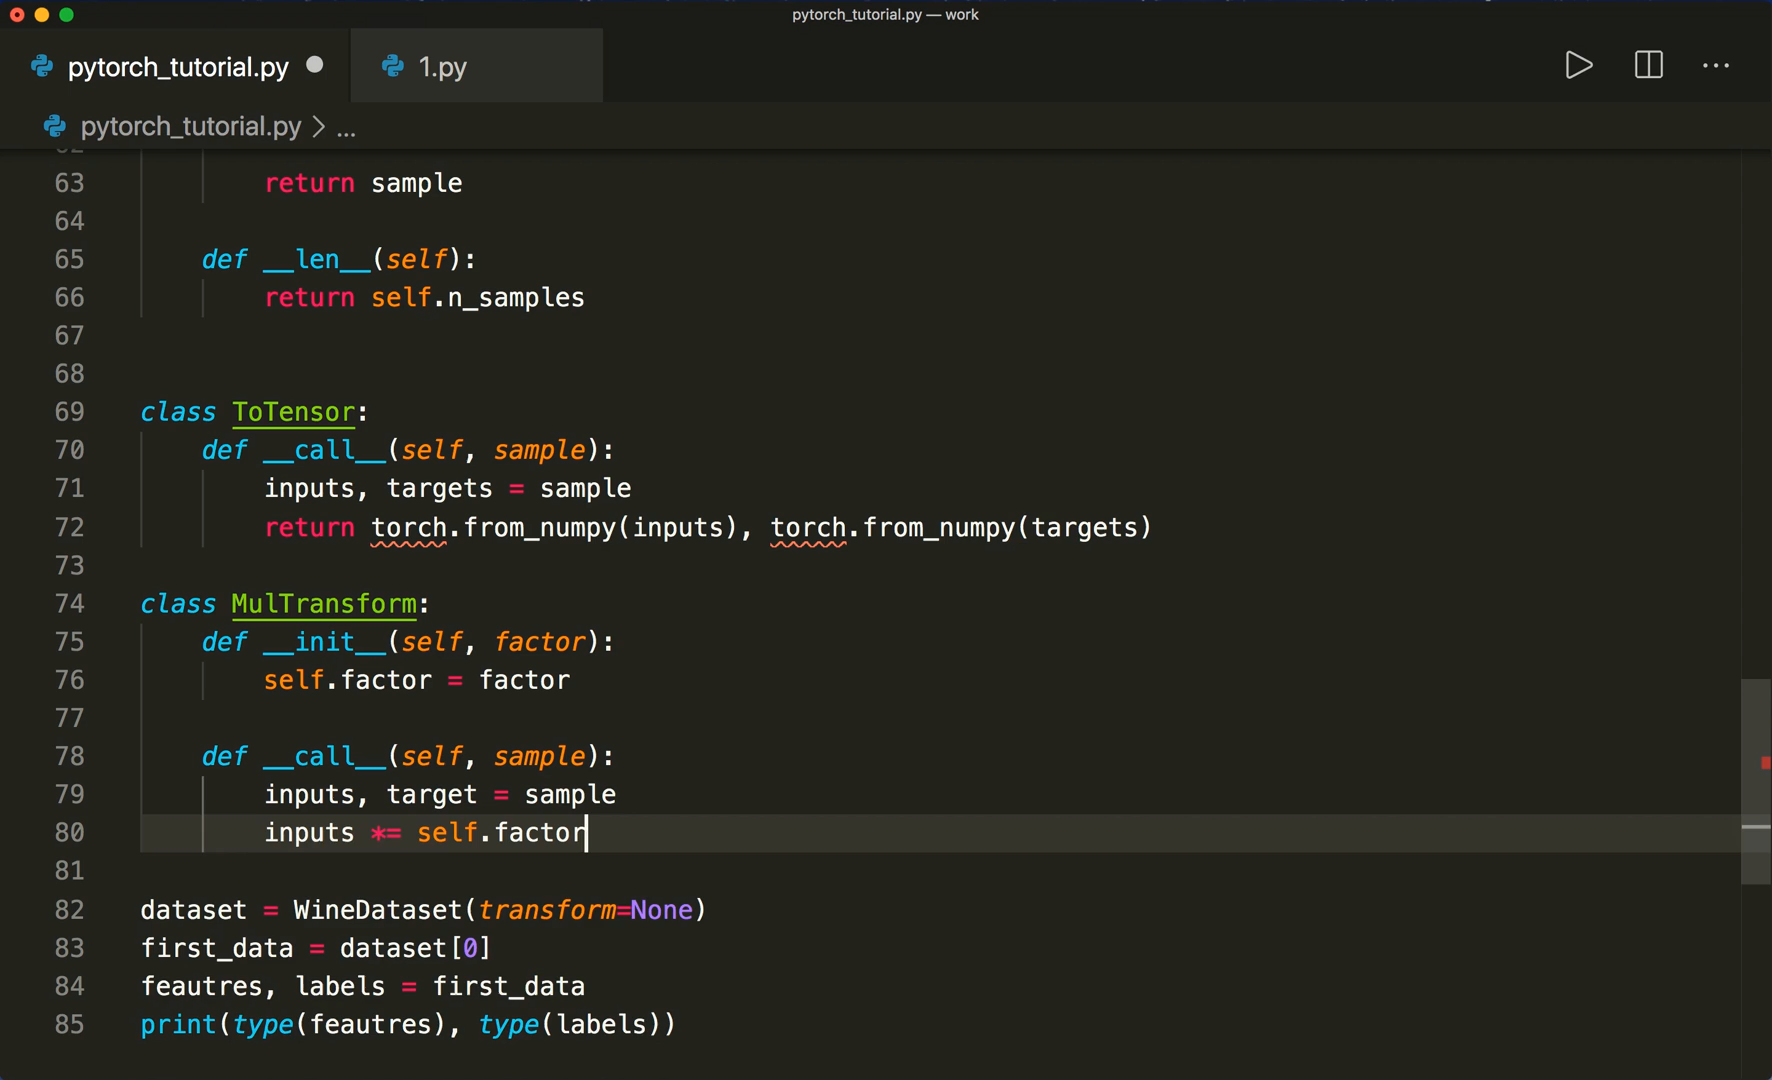 pytorch_tutorial.py — work
pytorch_tutorial.py
1.py
pytorch_tutorial.py > ...
62
63 return sample
64
65 def __len__(self):
66 return self.n_samples
67
68
69 class ToTensor:
70 def __call__(self, sample):
71 inputs, targets = sample
72 return torch.from_numpy(inputs), torch.from_numpy(targets)
73
74 class MulTransform:
75 def __init__(self, factor):
76 self.factor = factor
77
78 def __call__(self, sample):
79 inputs, target = sample
80 inputs *= self.factor
81
82 dataset = WineDataset(transform=None)
83 first_data = dataset[0]
84 feautres, labels = first_data
85 print(type(feautres), type(labels))